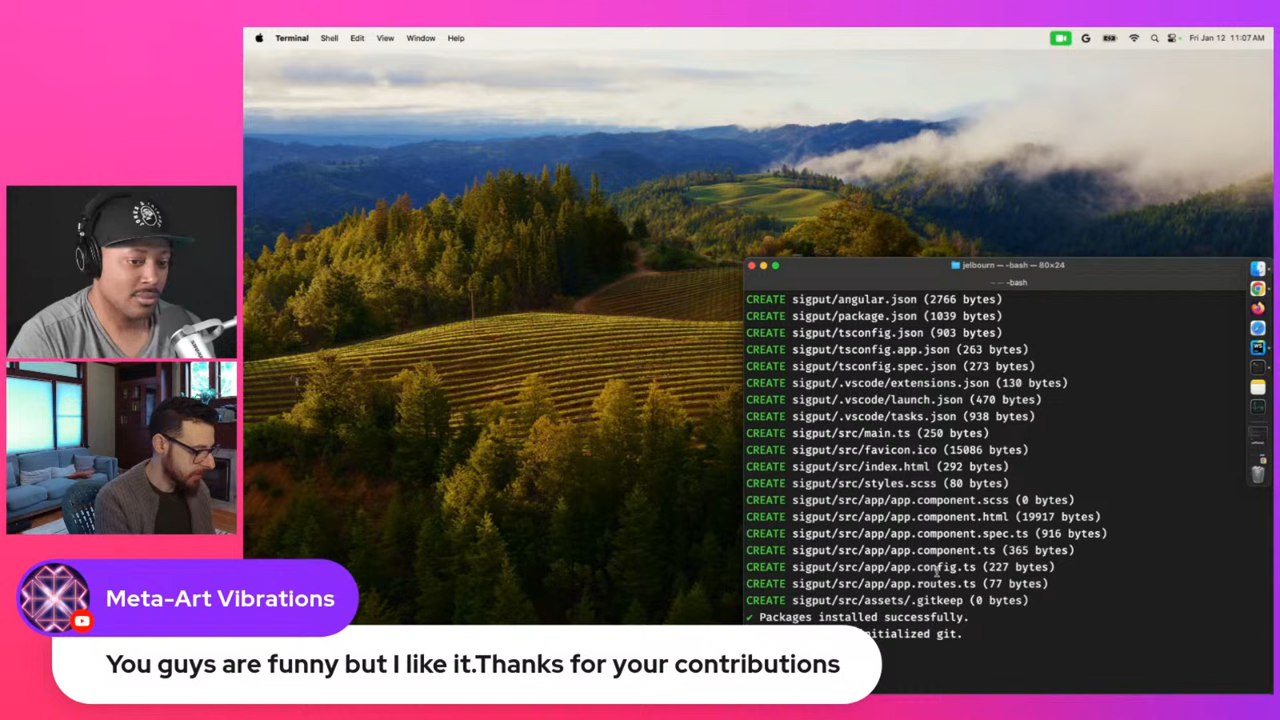 Terminal Shell Edit View Window Help
Fri Jan 12 11:07AM
jelbourn — -bash — 80×24
-bash
CREATE sigput/angular.json (2766 bytes)
CREATE sigput/package.json (1039 bytes)
CREATE sigput/tsconfig.json (903 bytes)
CREATE sigput/tsconfig.app.json (263 bytes)
CREATE sigput/tsconfig.spec.json (273 bytes)
CREATE sigput/.vscode/extensions.json (130 bytes)
CREATE sigput/.vscode/launch.json (470 bytes)
CREATE sigput/.vscode/tasks.json (938 bytes)
CREATE sigput/src/main.ts (250 bytes)
CREATE sigput/src/favicon.ico (15086 bytes)
CREATE sigput/src/index.html (292 bytes)
CREATE sigput/src/styles.scss (80 bytes)
CREATE sigput/src/app/app.component.scss (0 bytes)
CREATE sigput/src/app/app.component.html (19917 bytes)
CREATE sigput/src/app/app.component.spec.ts (916 bytes)
CREATE sigput/src/app/app.component.ts (365 bytes)
CREATE sigput/src/app/app.config.ts (227 bytes)
CREATE sigput/src/app/app.routes.ts (77 bytes)
CREATE sigput/src/assets/.gitkeep (0 bytes)
✔ Packages installed successfully.
nitialized git.
Meta-Art Vibrations
You guys are funny but I like it.Thanks for your contributions